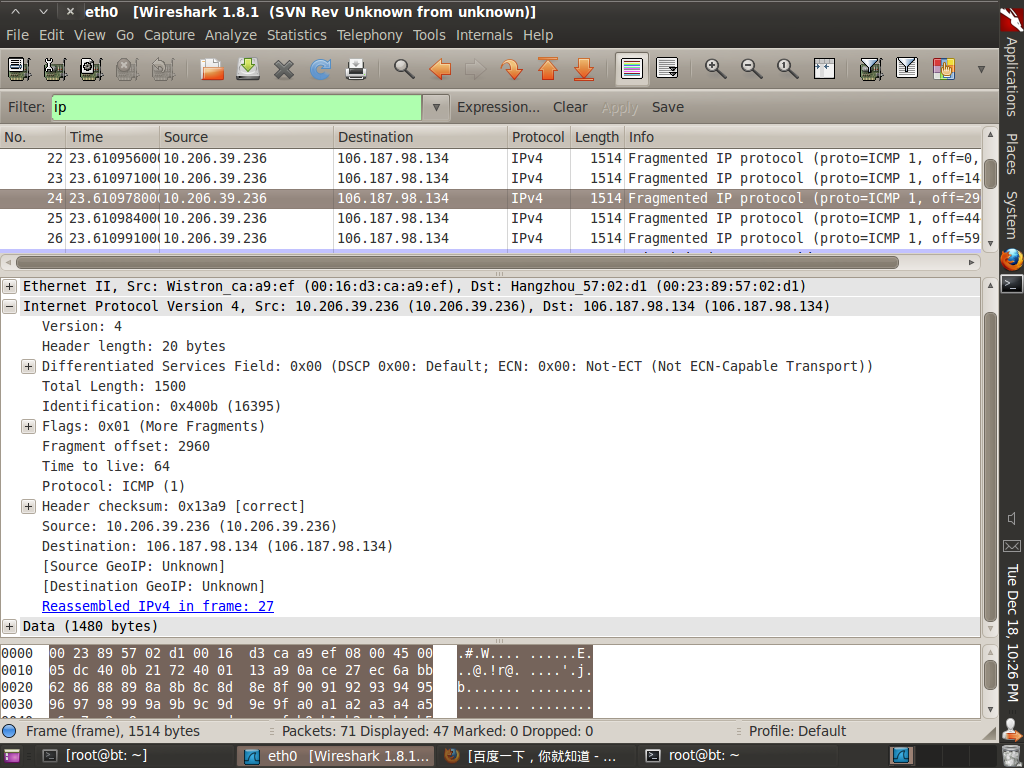 eth0   [Wireshark 1.8.1  (SVN Rev Unknown from unknown)]
File Edit View Go Capture Analyze Statistics Telephony Tools Internals Help
Filter: ip Expression... Clear Apply Save
No. Time Source Destination Protocol Length Info
22 23.610956000 10.206.39.236 106.187.98.134 IPv4 1514 Fragmented IP protocol (proto=ICMP 1, off=0,
23 23.610971000 10.206.39.236 106.187.98.134 IPv4 1514 Fragmented IP protocol (proto=ICMP 1, off=14
24 23.610978000 10.206.39.236 106.187.98.134 IPv4 1514 Fragmented IP protocol (proto=ICMP 1, off=29
25 23.610984000 10.206.39.236 106.187.98.134 IPv4 1514 Fragmented IP protocol (proto=ICMP 1, off=44
26 23.610991000 10.206.39.236 106.187.98.134 IPv4 1514 Fragmented IP protocol (proto=ICMP 1, off=59
Ethernet II, Src: Wistron_ca:a9:ef (00:16:d3:ca:a9:ef), Dst: Hangzhou_57:02:d1 (00:23:89:57:02:d1)
Internet Protocol Version 4, Src: 10.206.39.236 (10.206.39.236), Dst: 106.187.98.134 (106.187.98.134)
Version: 4
Header length: 20 bytes
Differentiated Services Field: 0x00 (DSCP 0x00: Default; ECN: 0x00: Not-ECT (Not ECN-Capable Transport))
Total Length: 1500
Identification: 0x400b (16395)
Flags: 0x01 (More Fragments)
Fragment offset: 2960
Time to live: 64
Protocol: ICMP (1)
Header checksum: 0x13a9 [correct]
Source: 10.206.39.236 (10.206.39.236)
Destination: 106.187.98.134 (106.187.98.134)
[Source GeoIP: Unknown]
[Destination GeoIP: Unknown]
Reassembled IPv4 in frame: 27
Data (1480 bytes)
0000 00 23 89 57 02 d1 00 16 d3 ca a9 ef 08 00 45 00 .#.W.... ......E.
0010 05 dc 40 0b 21 72 40 01 13 a9 0a ce 27 ec 6a bb ..@.!r@. ....'.j.
0020 62 86 88 89 8a 8b 8c 8d 8e 8f 90 91 92 93 94 95 b....... ........
0030 96 97 98 99 9a 9b 9c 9d 9e 9f a0 a1 a2 a3 a4 a5 ........ ........
Frame (frame), 1514 bytes Packets: 71 Displayed: 47 Marked: 0 Dropped: 0 Profile: Default
[root@bt: ~] eth0   [Wireshark 1.8.1... [百度一下，你就知道 - ... root@bt: ~
Applications
Places
System
Tue Dec 18, 10:26 PM